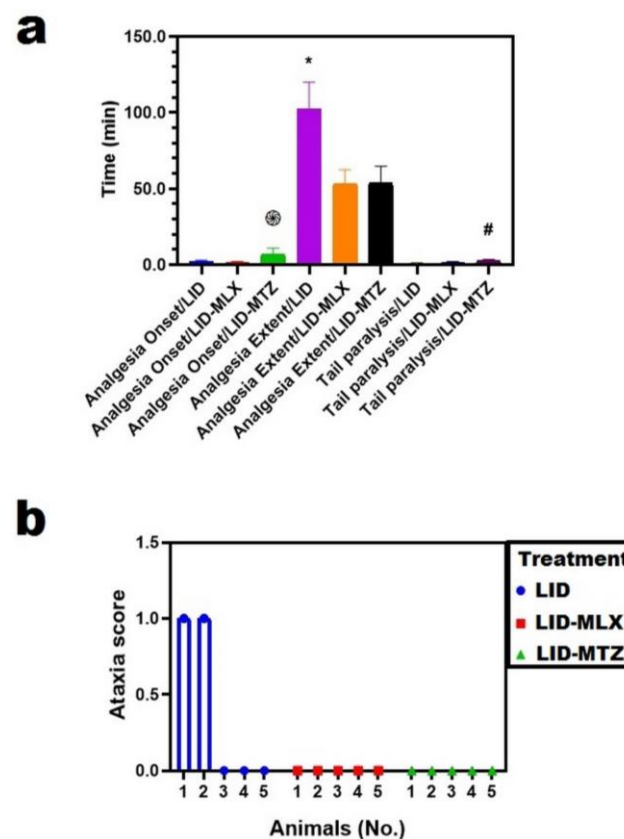 a
Time (min)
150.0
100.0
50.0
0.0
*
#
Analgesia Onset/LID
Analgesia Onset/LID-MLX
Analgesia Onset/LID-MTZ
Analgesia Extent/LID
Analgesia Extent/LID-MLX
Analgesia Extent/LID-MTZ
Tail paralysis/LID
Tail paralysis/LID-MLX
Tail paralysis/LID-MTZ
b
Ataxia score
1.5
1.0
0.5
0.0
1 2 3 4 5 1 2 3 4 5 1 2 3 4 5
Animals (No.)
Treatment
LID
LID-MLX
LID-MTZ